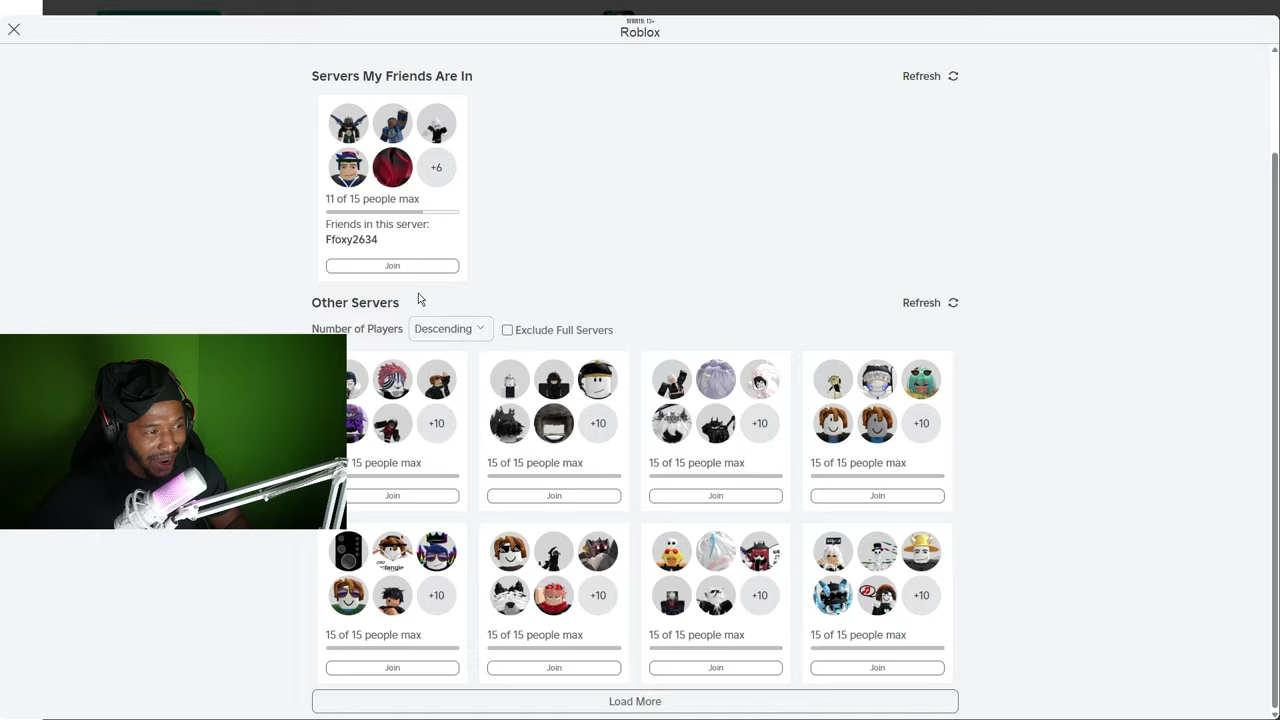 Roblox
Servers My Friends Are In
Refresh
+6
11 of 15 people max
Friends in this server:
Ffoxy2634
Join
Other Servers
Refresh
Number of Players
Descending
Exclude Full Servers
+10
+10
+10
+10
15 people max
15 of 15 people max
15 of 15 people max
15 of 15 people max
Join
Join
Join
Join
+10
+10
+10
+10
15 of 15 people max
15 of 15 people max
15 of 15 people max
15 of 15 people max
Join
Join
Join
Join
Load More